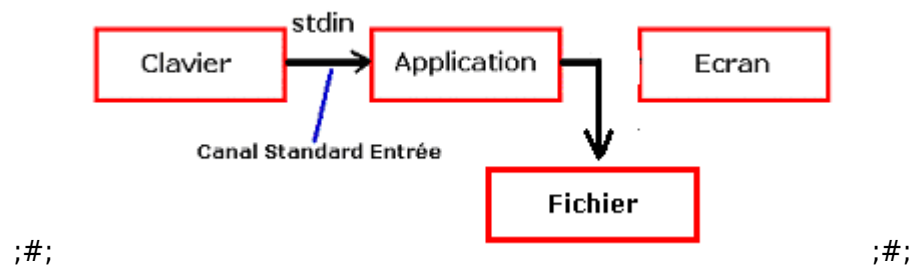 stdin
Clavier Application Ecran
Canal Standard Entrée
Fichier
;#; ;#;